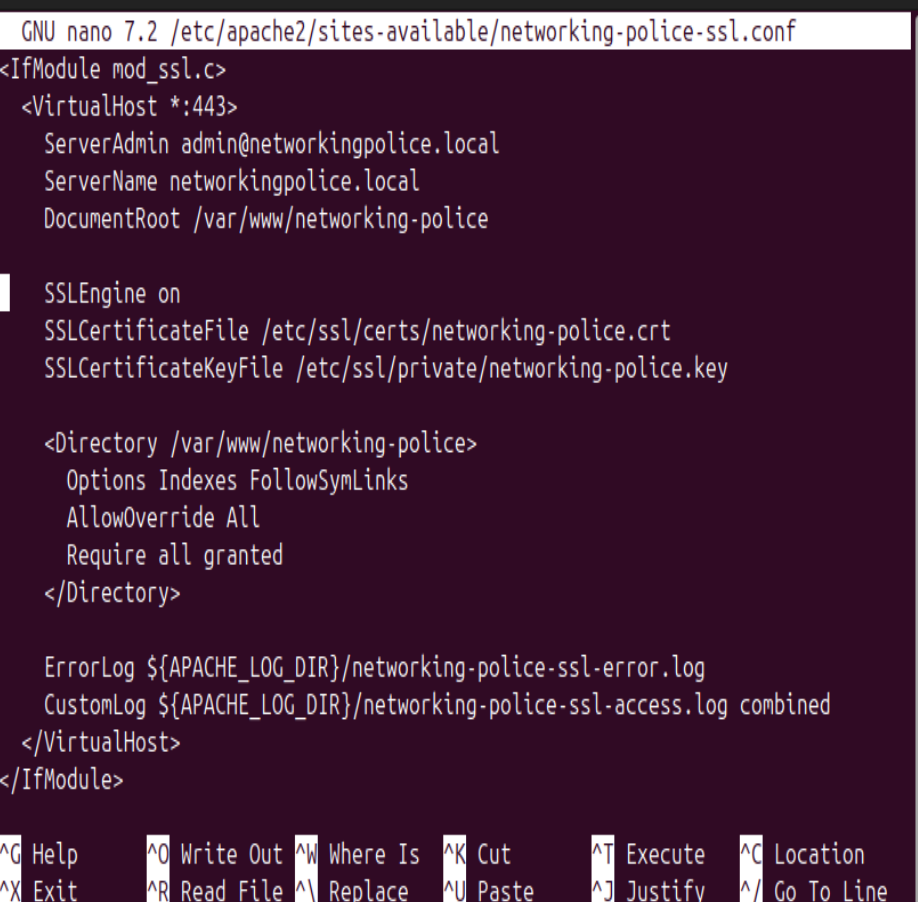 GNU nano 7.2 /etc/apache2/sites-available/networking-police-ssl.conf
<IfModule mod_ssl.c>
<VirtualHost *:443>
ServerAdmin admin@networkingpolice.local
ServerName networkingpolice.local
DocumentRoot /var/www/networking-police
SSLEngine on
SSLCertificateFile /etc/ssl/certs/networking-police.crt
SSLCertificateKeyFile /etc/ssl/private/networking-police.key
<Directory /var/www/networking-police>
Options Indexes FollowSymLinks
AllowOverride All
Require all granted
</Directory>
ErrorLog ${APACHE_LOG_DIR}/networking-police-ssl-error.log
CustomLog ${APACHE_LOG_DIR}/networking-police-ssl-access.log combined
</VirtualHost>
</IfModule>
^G Help ^O Write Out ^W Where Is ^K Cut ^T Execute ^C Location
^X Exit ^R Read File ^\ Replace ^U Paste ^J Justify ^/ Go To Line